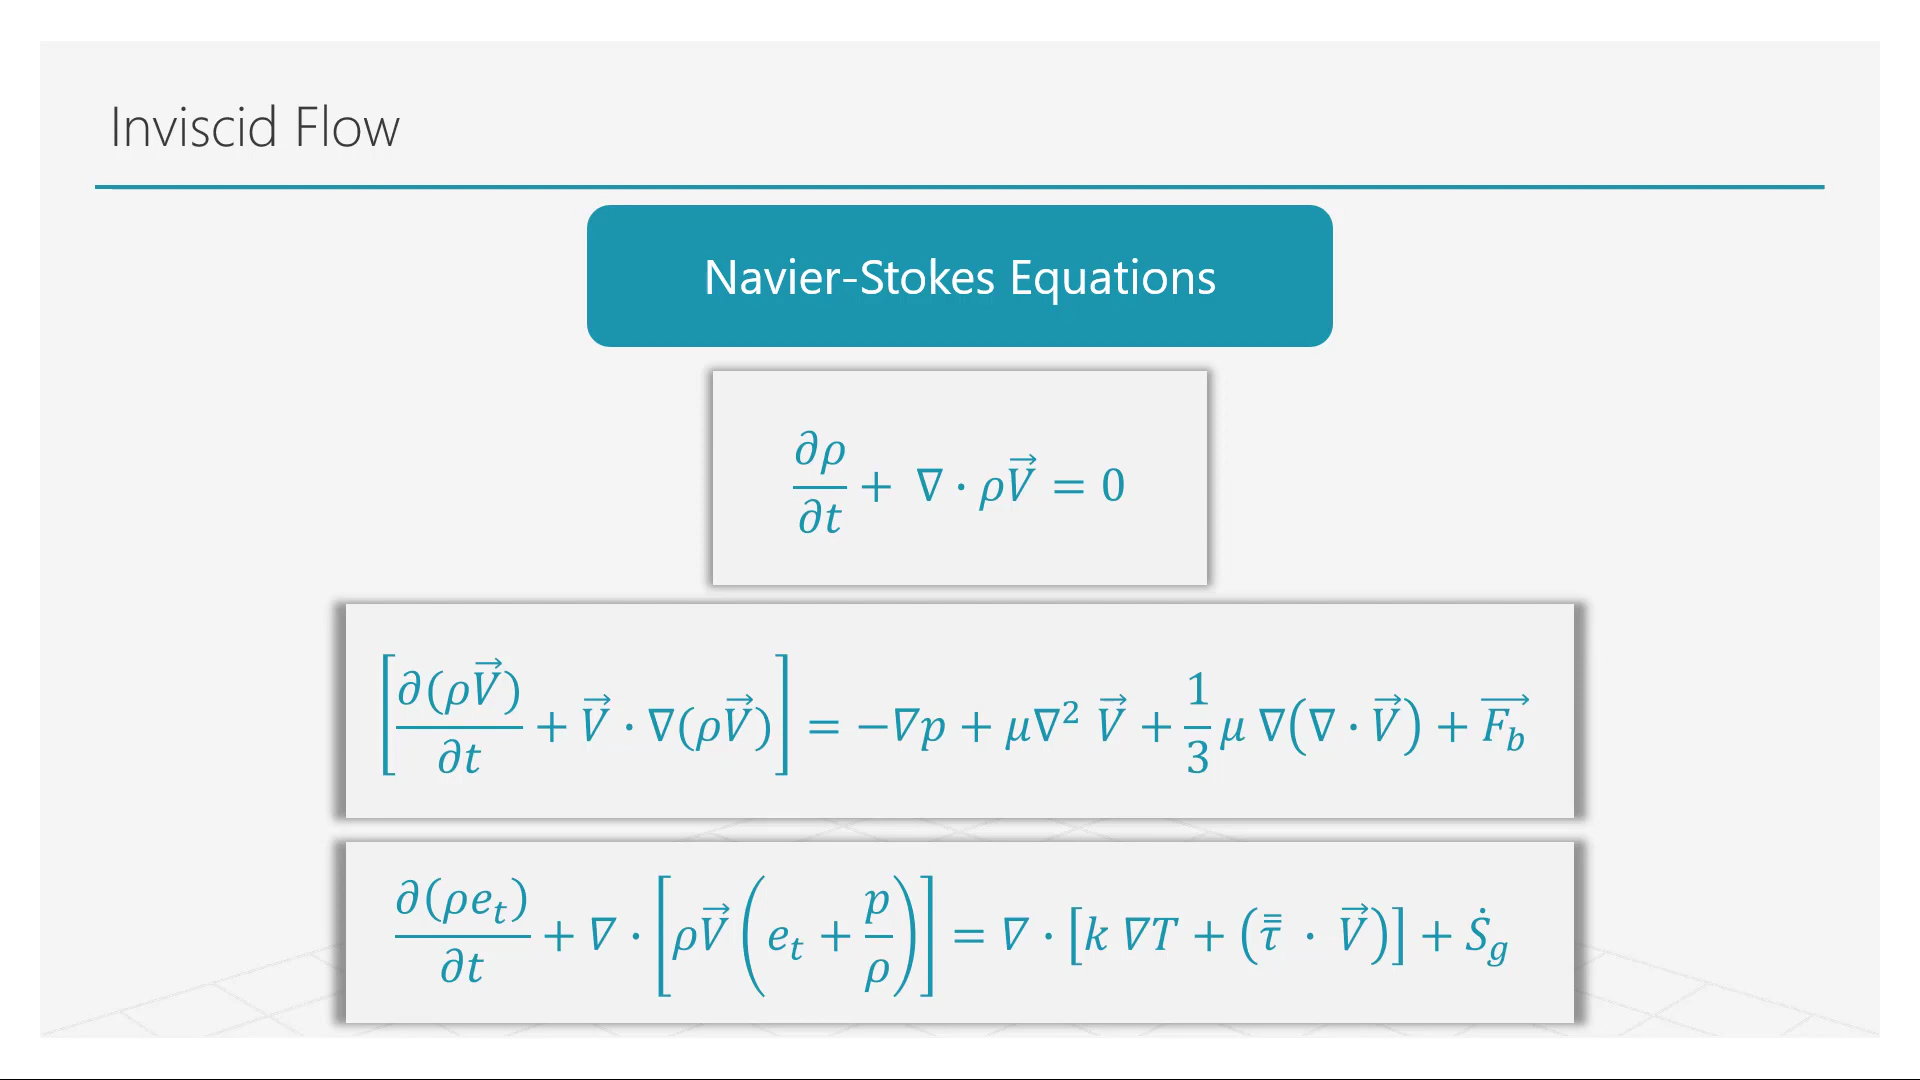 Inviscid Flow
Navier-Stokes Equations
∂ρ/∂t + ∇ · ρV⃗ = 0
[∂(ρV⃗)/∂t + V⃗ · ∇(ρV⃗)] = −∇p + μ∇² V⃗ + 1/3 μ ∇(∇ · V⃗) + F⃗_b
∂(ρe_t)/∂t + ∇ · [ρV⃗(e_t + p/ρ)] = ∇ · [k ∇T + (τ̿ · V⃗)] + Ṡ_g